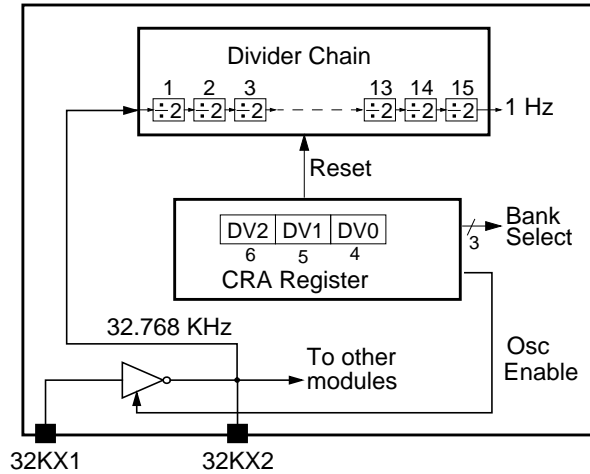 Divider Chain
1 2 3 13 14 15
÷2 ÷2 ÷2 ÷2 ÷2 ÷2 1 Hz
Reset
DV2 DV1 DV0
6 5 4
CRA Register
3
Bank
Select
32.768 KHz
To other
modules
Osc
Enable
32KX1 32KX2